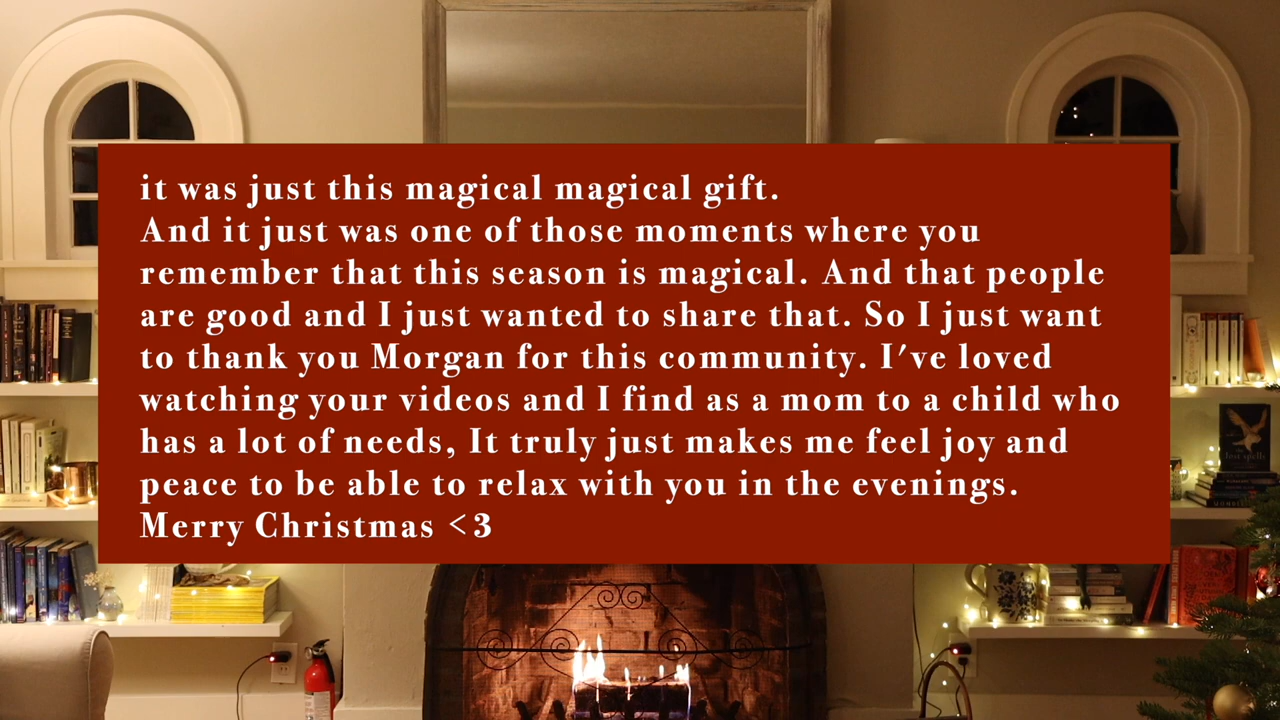 it was just this magical magical gift.
And it just was one of those moments where you
remember that this season is magical. And that people
are good and I just wanted to share that. So I just want
to thank you Morgan for this community. I've loved
watching your videos and I find as a mom to a child who
has a lot of needs, It truly just makes me feel joy and
peace to be able to relax with you in the evenings.
Merry Christmas <3